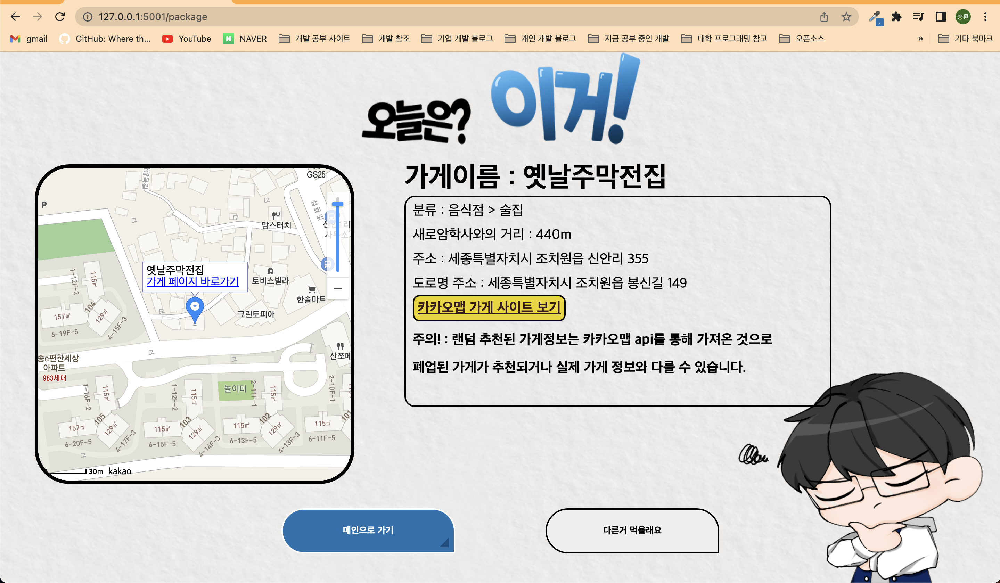 127.0.0.1:5001/package
승환
gmail
GitHub: Where th...
YouTube
NAVER
개발 공부 사이트
개발 참조
기업 개발 블로그
개인 개발 블로그
지금 공부 중인 개발
대학 프로그래밍 참고
오픈소스
»
기타 북마크
오늘은? 이게!
가게이름 : 옛날주막전집
분류 : 음식점 > 술집
새로암학사와의 거리 : 440m
주소 : 세종특별자치시 조치원읍 신안리 355
도로명 주소 : 세종특별자치시 조치원읍 봉신길 149
카카오맵 가게 사이트 보기
주의! : 랜덤 추천된 가게정보는 카카오맵 api를 통해 가져온 것으로
폐업된 가게가 추천되거나 실제 가게 정보와 다를 수 있습니다.
GS25
P
섭골길
맘스터치
옛날주막전집
가게 페이지 바로가기
토비스빌라
한솔마트
크린토피아
1-12F-2
115㎡
104
157㎡
129㎡
6-19F-5
4-15F-3
산쪼메
종e편한세상
아파트
983세대
놀이터
1-16F-2
115㎡
1-12F-2
115㎡
2-11F-1
115㎡
2-10F-1
105
157㎡
129㎡
6-20F-5
4-17F-3
103
115㎡
129㎡
6-15F-5
4-14F-3
102
115㎡
129㎡
6-13F-5
4-13F-3
101
115㎡
6-11F-5
30m kakao
메인으로 가기
다른거 먹을래요